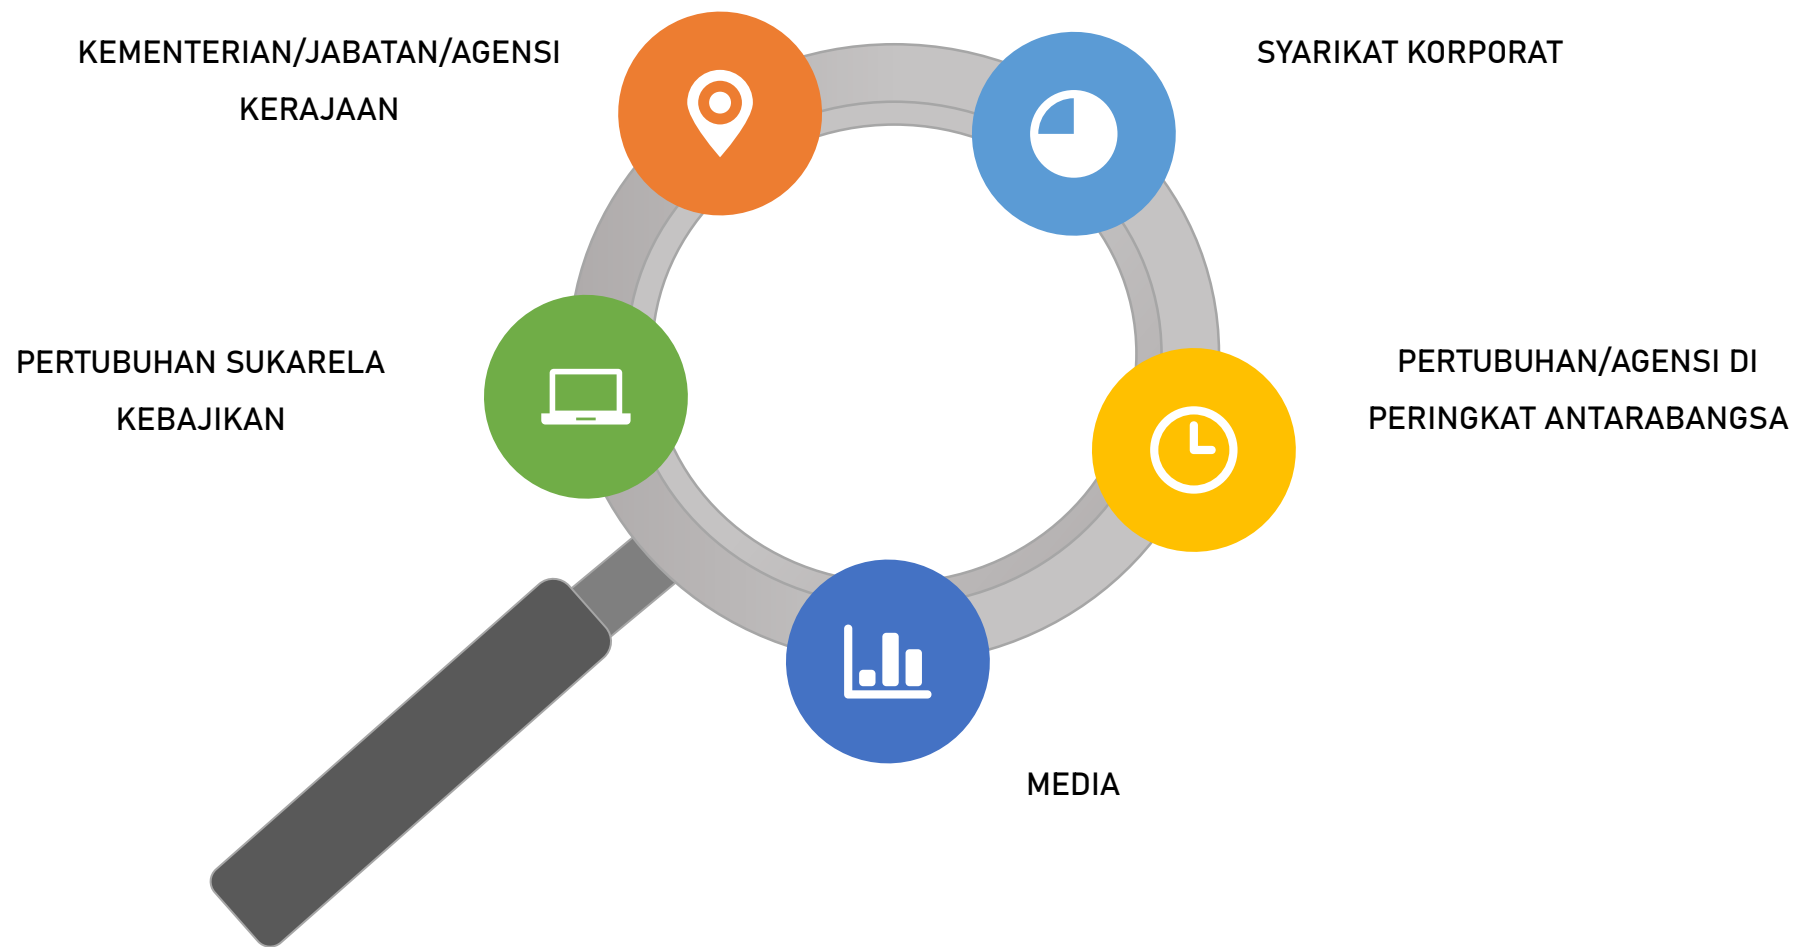 KEMENTERIAN/JABATAN/AGENSI
KERAJAAN
SYARIKAT KORPORAT
PERTUBUHAN SUKARELA
KEBAJIKAN
PERTUBUHAN/AGENSI DI
PERINGKAT ANTARABANGSA
MEDIA